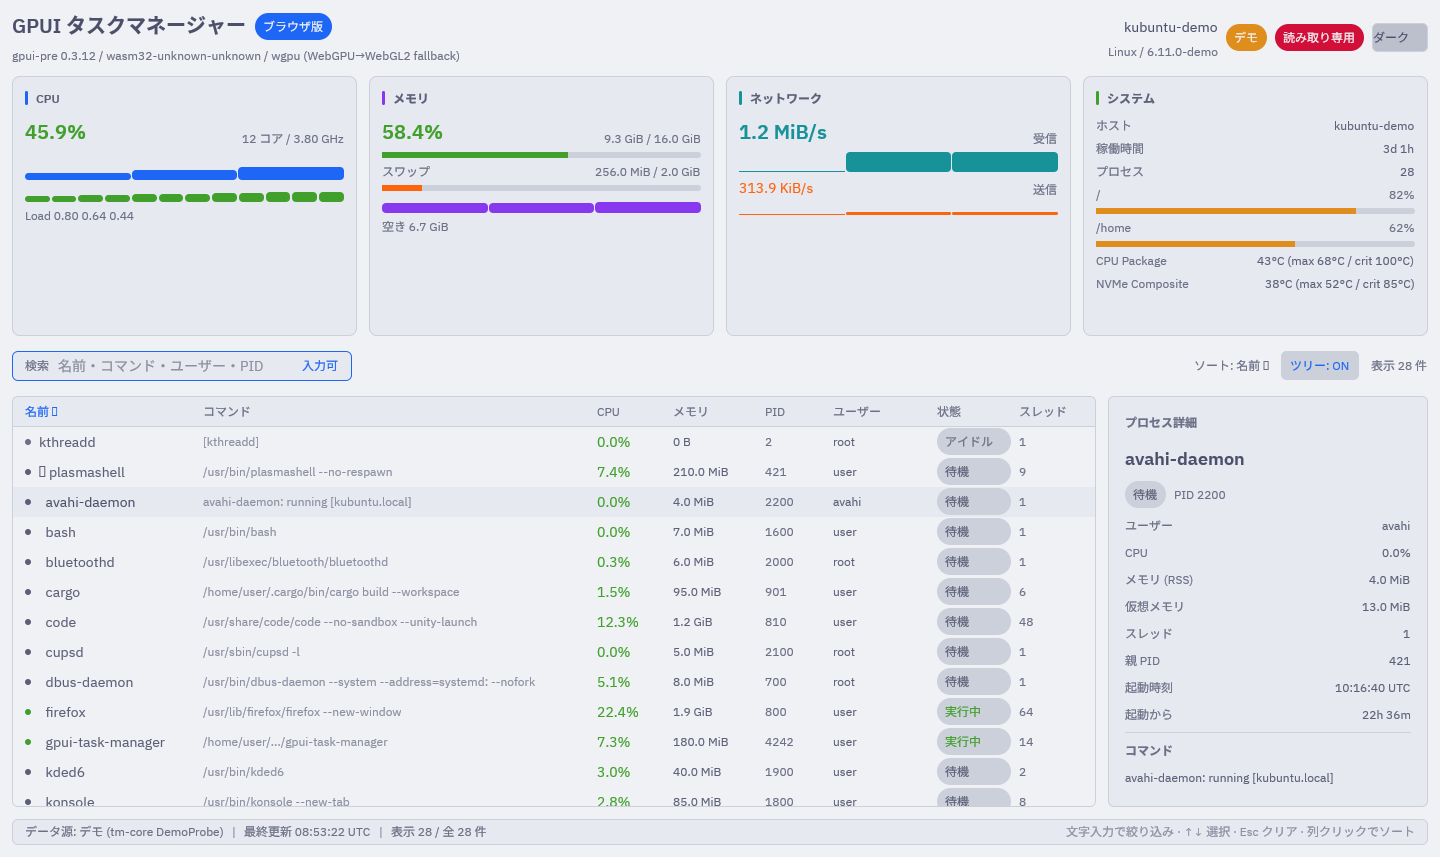 GPUI タスクマネージャー ブラウザ版
gpui-pre 0.3.12 / wasm32-unknown-unknown / wgpu (WebGPU→WebGL2 fallback)
kubuntu-demo
Linux / 6.11.0-demo
デモ 読み取り専用 ダーク
CPU
45.9% 12 コア / 3.80 GHz
Load 0.80 0.64 0.44
メモリ
58.4% 9.3 GiB / 16.0 GiB
スワップ 256.0 MiB / 2.0 GiB
空き 6.7 GiB
ネットワーク
1.2 MiB/s 受信
313.9 KiB/s 送信
システム
ホスト kubuntu-demo
稼働時間 3d 1h
プロセス 28
/ 82%
/home 62%
CPU Package 43°C (max 68°C / crit 100°C)
NVMe Composite 38°C (max 52°C / crit 85°C)
検索 名前・コマンド・ユーザー・PID 入力可
ソート: 名前 ツリー: ON 表示 28 件
名前 コマンド CPU メモリ PID ユーザー 状態 スレッド
kthreadd [kthreadd] 0.0% 0 B 2 root アイドル 1
plasmashell /usr/bin/plasmashell --no-respawn 7.4% 210.0 MiB 421 user 待機 9
avahi-daemon avahi-daemon: running [kubuntu.local] 0.0% 4.0 MiB 2200 avahi 待機 1
bash /usr/bin/bash 0.0% 7.0 MiB 1600 user 待機 1
bluetoothd /usr/libexec/bluetooth/bluetoothd 0.3% 6.0 MiB 2000 root 待機 1
cargo /home/user/.cargo/bin/cargo build --workspace 1.5% 95.0 MiB 901 user 待機 6
code /usr/share/code/code --no-sandbox --unity-launch 12.3% 1.2 GiB 810 user 待機 48
cupsd /usr/sbin/cupsd -l 0.0% 5.0 MiB 2100 root 待機 1
dbus-daemon /usr/bin/dbus-daemon --system --address=systemd: --nofork 5.1% 8.0 MiB 700 root 待機 1
firefox /usr/lib/firefox/firefox --new-window 22.4% 1.9 GiB 800 user 実行中 64
gpui-task-manager /home/user/…/gpui-task-manager 7.3% 180.0 MiB 4242 user 実行中 14
kded6 /usr/bin/kded6 3.0% 40.0 MiB 1900 user 待機 2
konsole /usr/bin/konsole --new-tab 2.8% 85.0 MiB 1800 user 待機 8
プロセス詳細
avahi-daemon
待機 PID 2200
ユーザー avahi
CPU 0.0%
メモリ (RSS) 4.0 MiB
仮想メモリ 13.0 MiB
スレッド 1
親 PID 421
起動時刻 10:16:40 UTC
起動から 22h 36m
コマンド
avahi-daemon: running [kubuntu.local]
データ源: デモ (tm-core DemoProbe) | 最終更新 08:53:22 UTC | 表示 28 / 全 28 件
文字入力で絞り込み · ↑↓ 選択 · Esc クリア · 列クリックでソート